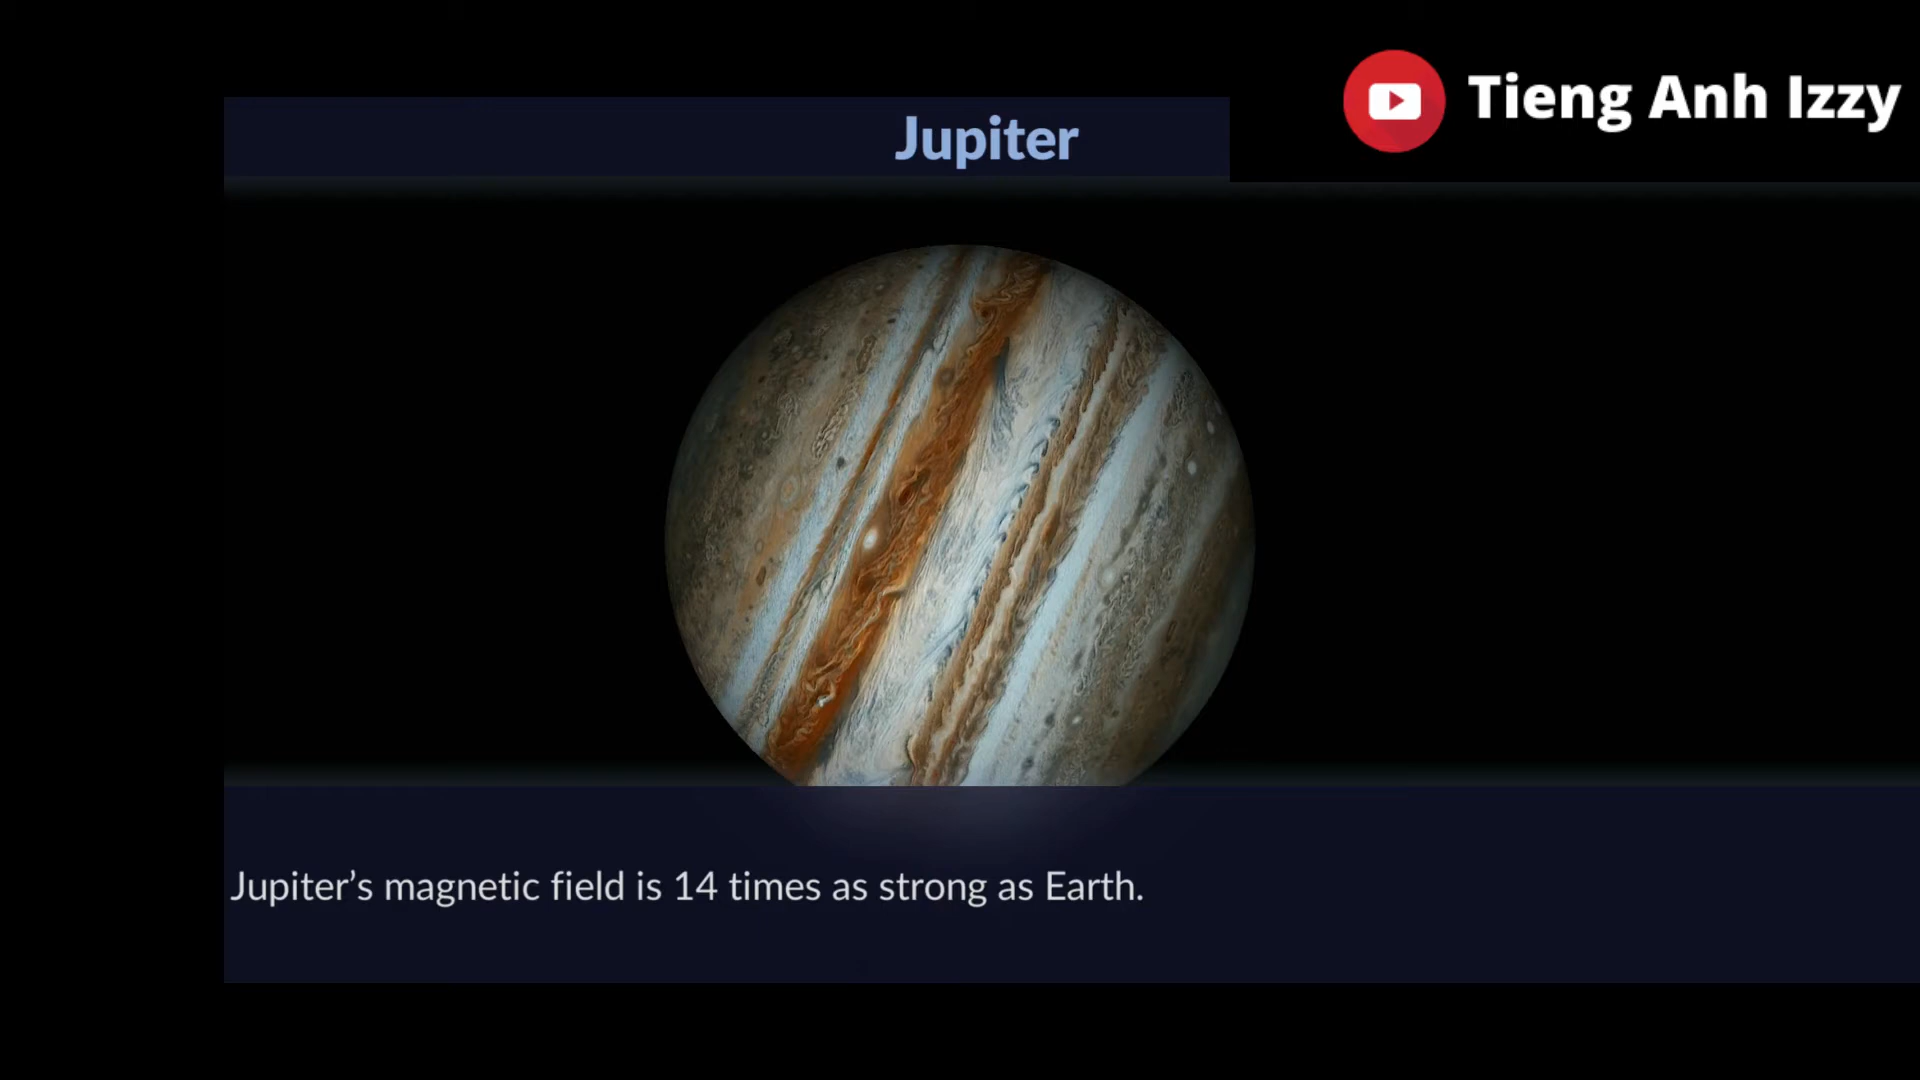 Tieng Anh Izzy
Jupiter
Jupiter’s magnetic field is 14 times as strong as Earth.